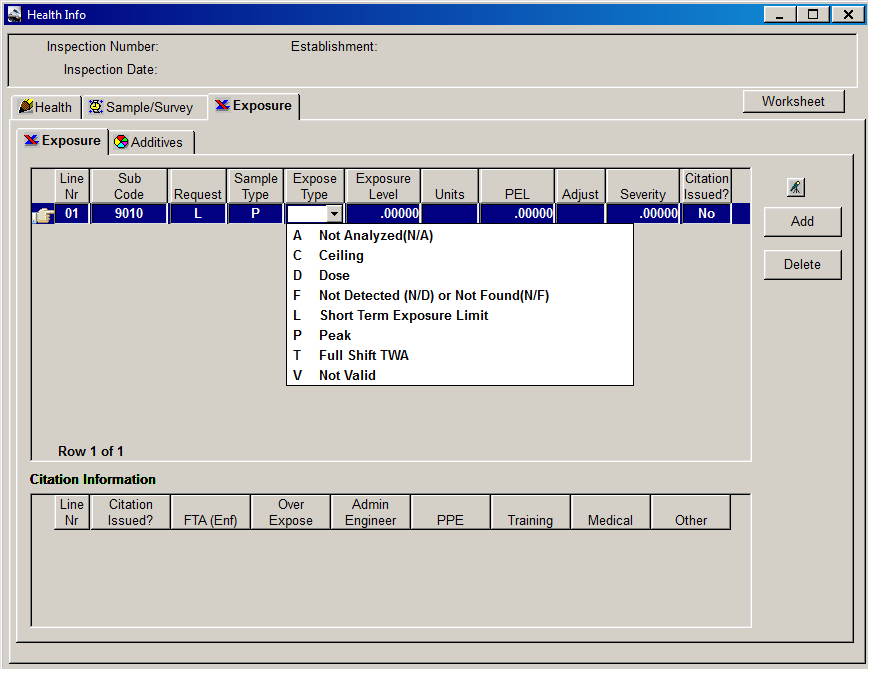 Health Info
Inspection Number: Establishment:
Inspection Date:
Health Sample/Survey Exposure Worksheet
Exposure Additives
Line Nr Sub Code Request Sample Type Expose Type Exposure Level Units PEL Adjust Severity Citation Issued?
01 9010 L P .00000 .00000 .00000 No
A Not Analyzed(N/A)
C Ceiling
D Dose
F Not Detected (N/D) or Not Found(N/F)
L Short Term Exposure Limit
P Peak
T Full Shift TWA
V Not Valid
Add
Delete
Row 1 of 1
Citation Information
Line Nr Citation Issued? FTA (Enf) Over Expose Admin Engineer PPE Training Medical Other